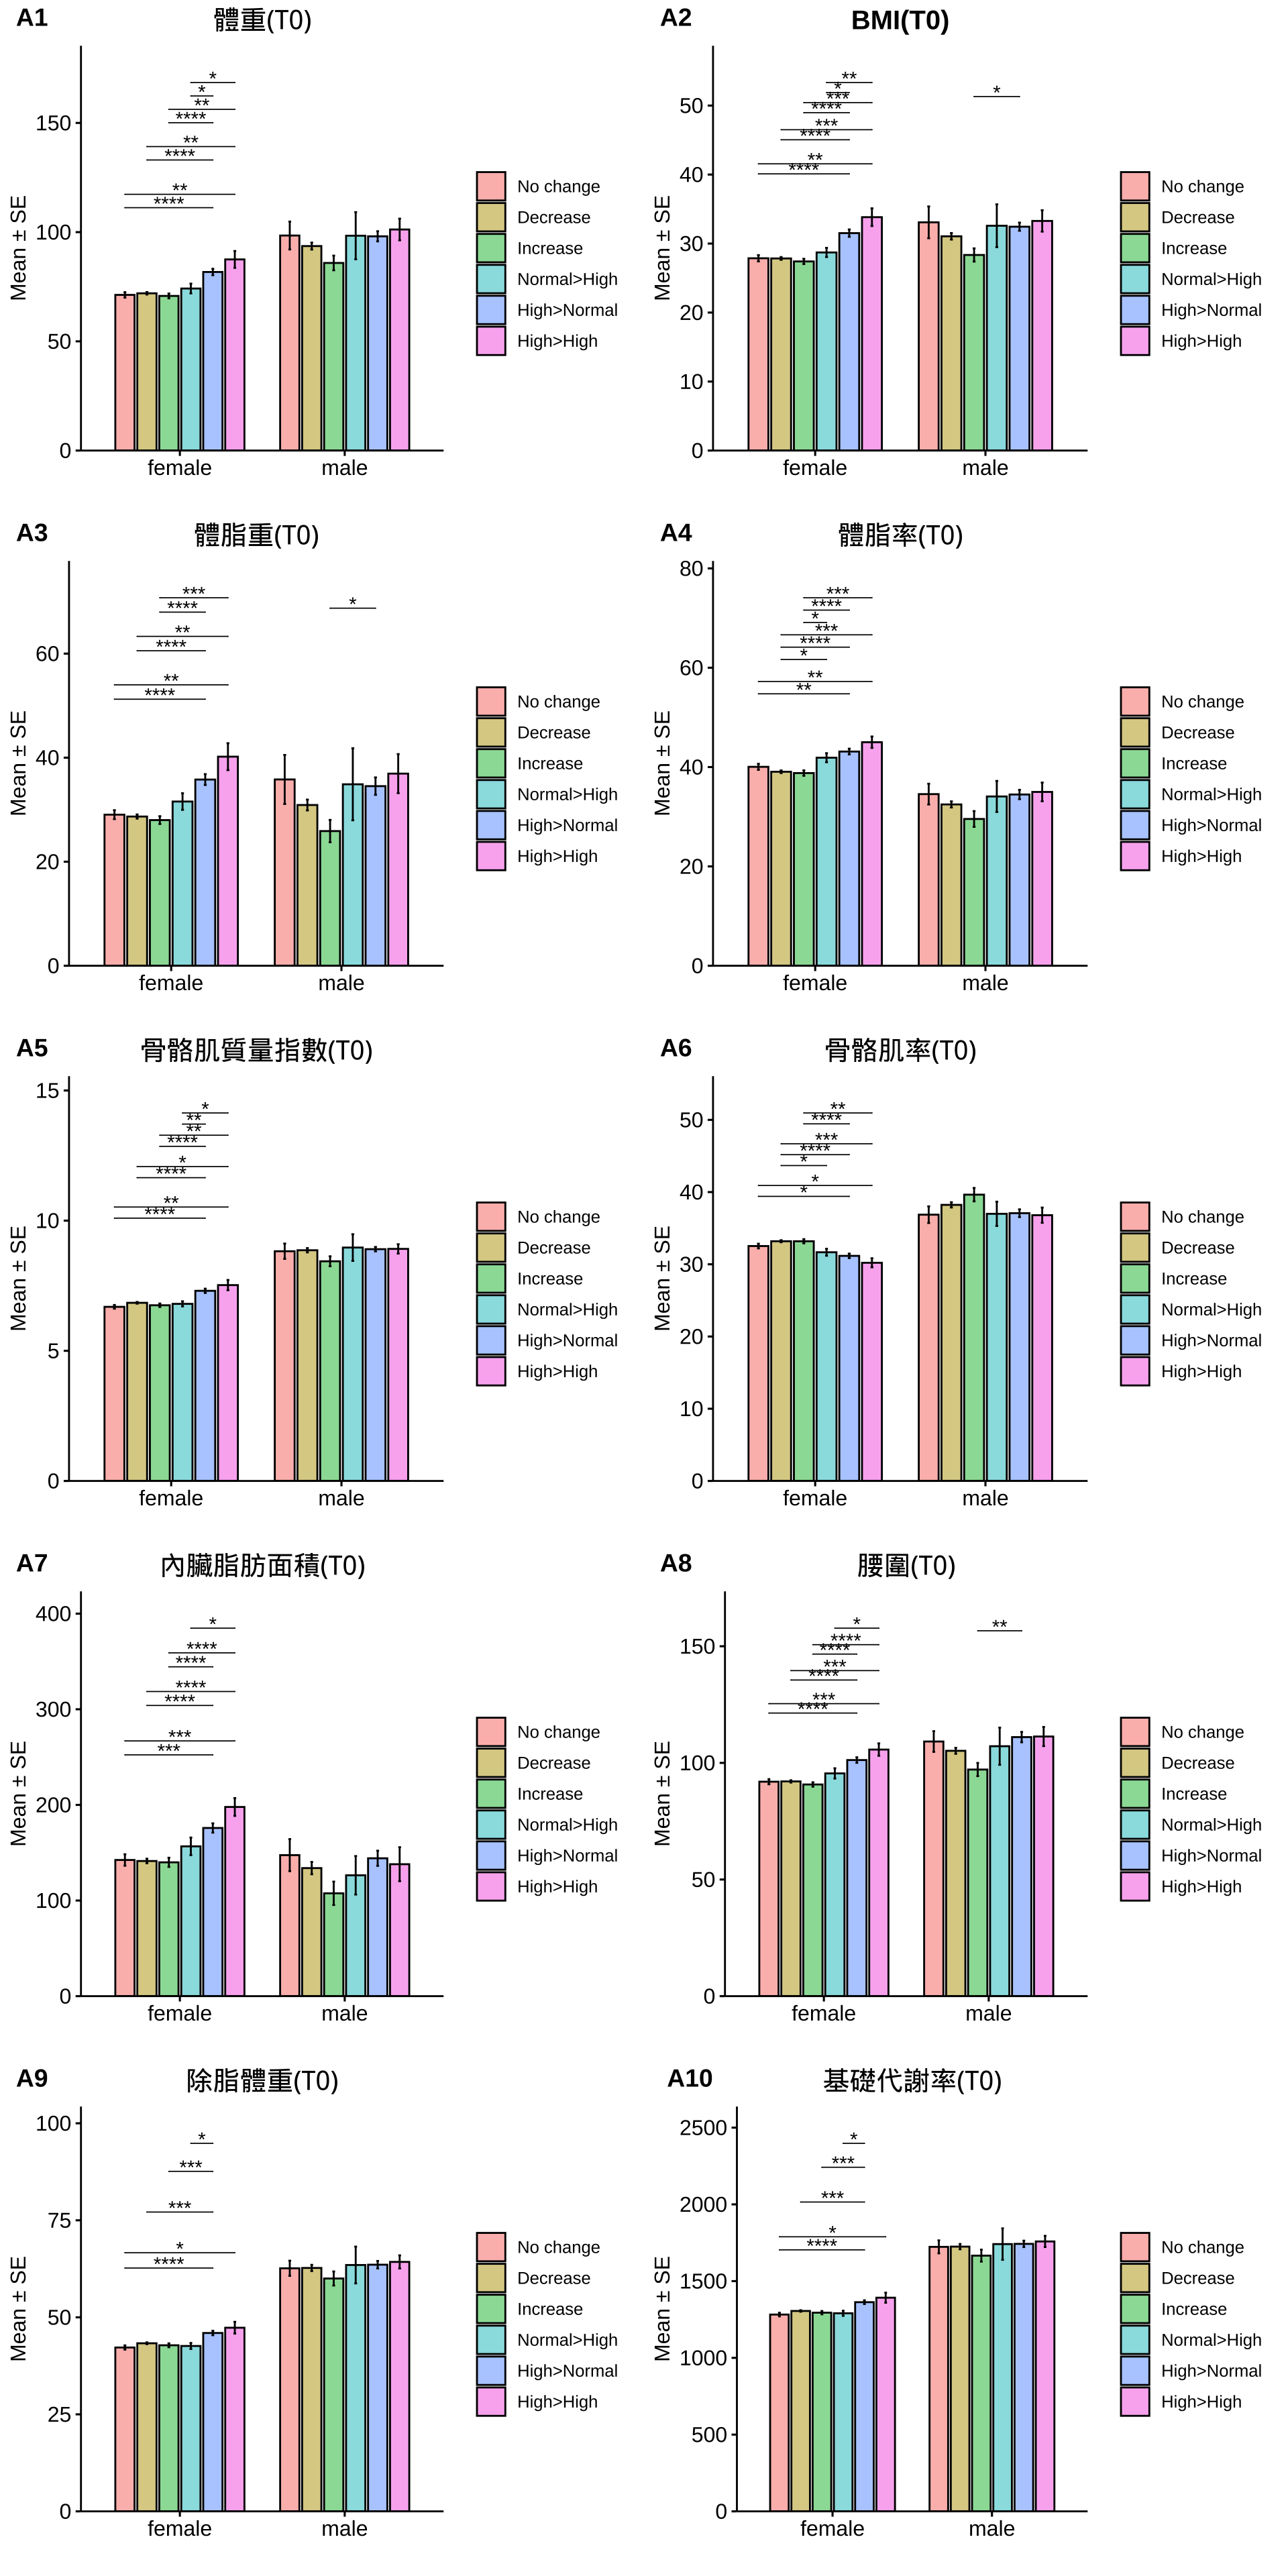 A1
體重(T0)
Mean ± SE
150
100
50
0
* * ** **** ** **** ** ****
female
male
No change
Decrease
Increase
Normal>High
High>Normal
High>High
A2
BMI(T0)
Mean ± SE
50
40
30
20
10
0
** * *** **** *** **** ** **** *
female
male
No change
Decrease
Increase
Normal>High
High>Normal
High>High
A3
體脂重(T0)
Mean ± SE
60
40
20
0
*** **** ** **** ** **** *
female
male
No change
Decrease
Increase
Normal>High
High>Normal
High>High
A4
體脂率(T0)
Mean ± SE
80
60
40
20
0
*** **** * *** **** * ** **
female
male
No change
Decrease
Increase
Normal>High
High>Normal
High>High
A5
骨骼肌質量指數(T0)
Mean ± SE
15
10
5
0
* ** ** **** * **** ** ****
female
male
No change
Decrease
Increase
Normal>High
High>Normal
High>High
A6
骨骼肌率(T0)
Mean ± SE
50
40
30
20
10
0
** **** *** **** * * *
female
male
No change
Decrease
Increase
Normal>High
High>Normal
High>High
A7
內臟脂肪面積(T0)
Mean ± SE
400
300
200
100
0
* **** **** **** **** *** ***
female
male
No change
Decrease
Increase
Normal>High
High>Normal
High>High
A8
腰圍(T0)
Mean ± SE
150
100
50
0
* **** **** *** **** *** **** **
female
male
No change
Decrease
Increase
Normal>High
High>Normal
High>High
A9
除脂體重(T0)
Mean ± SE
100
75
50
25
0
* *** *** * ****
female
male
No change
Decrease
Increase
Normal>High
High>Normal
High>High
A10
基礎代謝率(T0)
Mean ± SE
2500
2000
1500
1000
500
0
* *** *** * ****
female
male
No change
Decrease
Increase
Normal>High
High>Normal
High>High